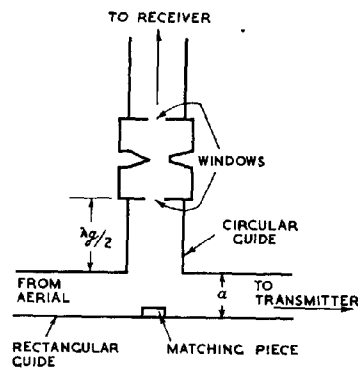 TO RECEIVER
WINDOWS
λg/2
CIRCULAR
GUIDE
FROM
AERIAL
a
TO
TRANSMITTER
RECTANGULAR
GUIDE
MATCHING PIECE